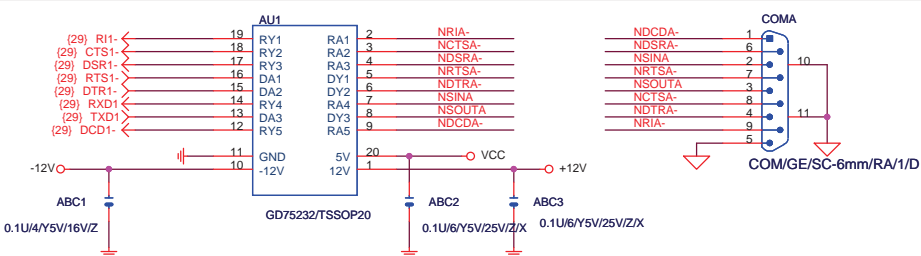 AU1
COMA
{29} RI1- 19 RY1 RA1 2 NRIA-
{29} CTS1- 18 RY2 RA2 3 NCTSA-
{29} DSR1- 17 RY3 RA3 4 NDSRA-
{29} RTS1- 16 DA1 DY1 5 NRTSA-
{29} DTR1- 15 DA2 DY2 6 NDTRA-
{29} RXD1 14 RY4 RA4 7 NSINA
{29} TXD1 13 DA3 DY3 8 NSOUTA
{29} DCD1- 12 RY5 RA5 9 NDCDA-
NDCDA- 1
NDSRA- 6
NSINA 2 10
NRTSA- 7
NSOUTA 3
NCTSA- 8
NDTRA- 4 11
NRIA- 9
5
11 GND 5V 20 VCC
-12V 10 -12V 12V 1 +12V
COM/GE/SC-6mm/RA/1/D
ABC1
ABC2
ABC3
GD75232/TSSOP20
0.1U/4/Y5V/16V/Z
0.1U/6/Y5V/25V/Z/X
0.1U/6/Y5V/25V/Z/X